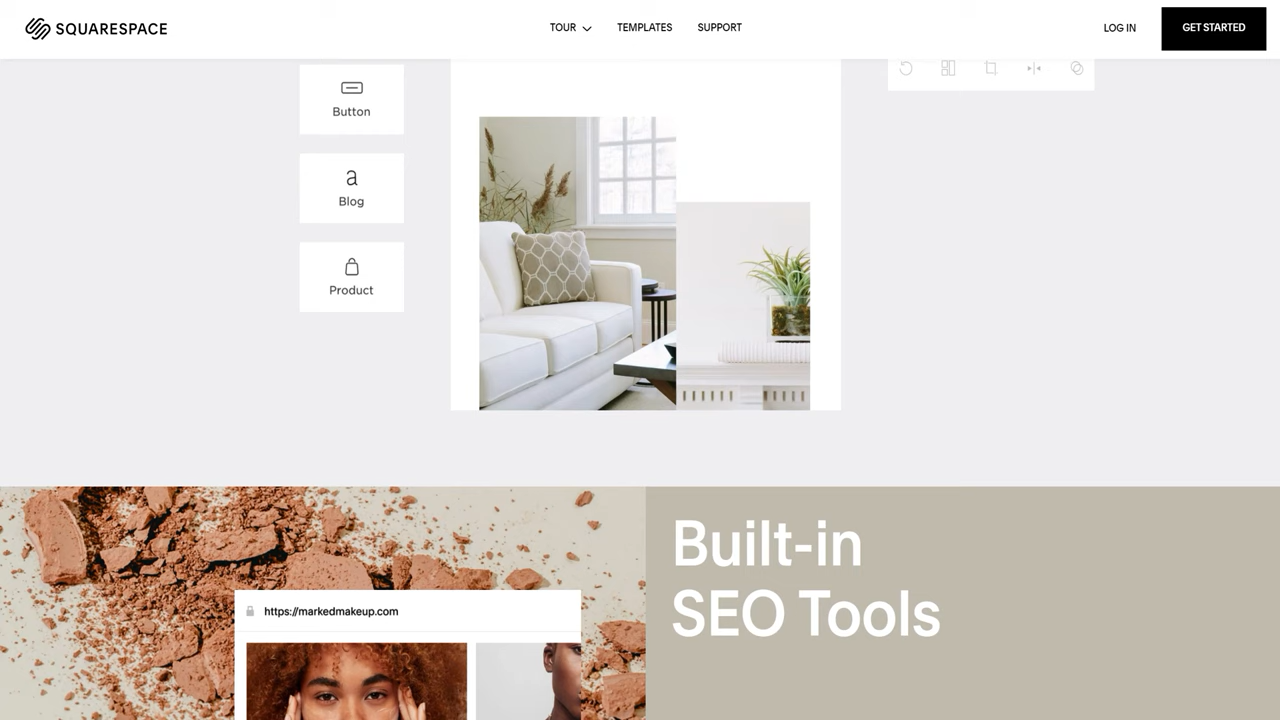 SQUARESPACE
TOUR
TEMPLATES
SUPPORT
LOG IN
GET STARTED
Button
a
Blog
Product
Built-in
SEO Tools
https://markedmakeup.com